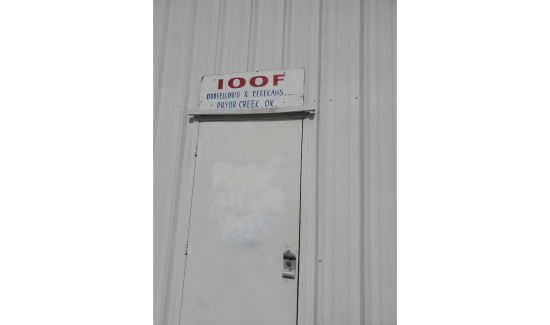 IOOF
ODDFELLOWS & REBEKAHS...
PRYOR CREEK, OK.